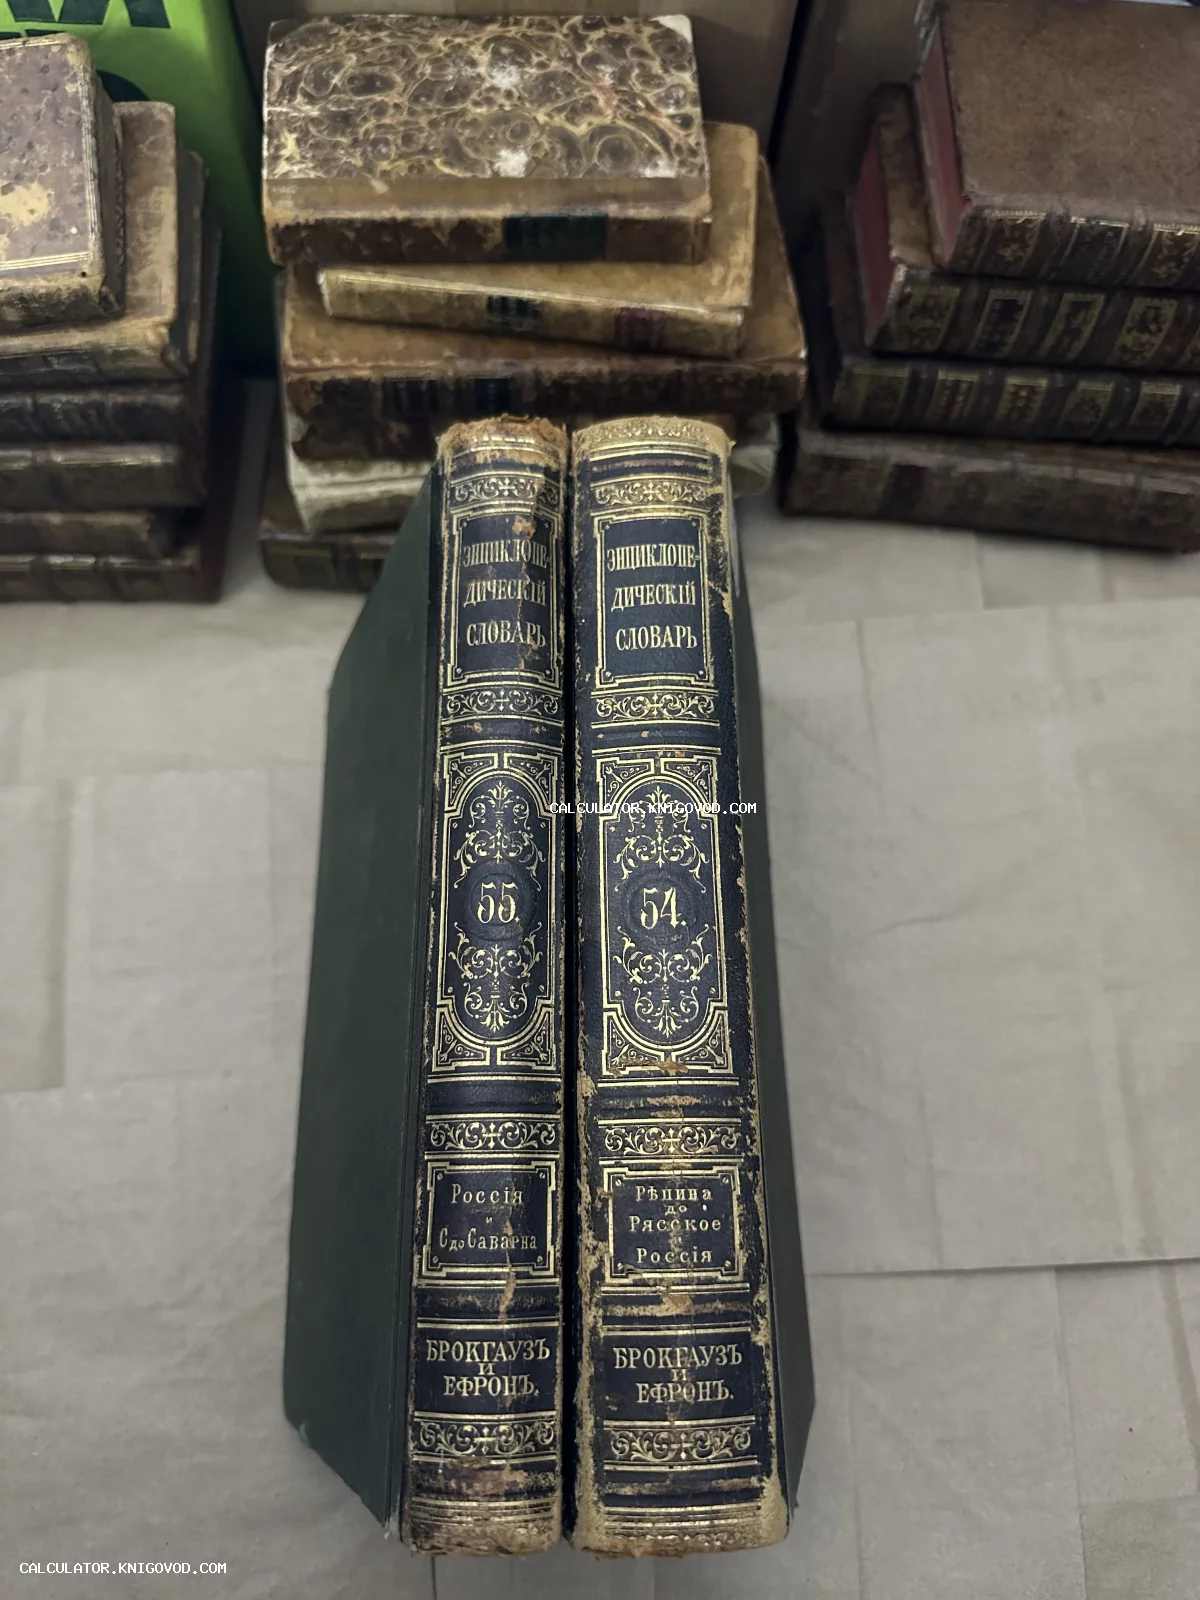 ЭНЦИКЛОПЕ-
ДИЧЕСКІЙ
СЛОВАРЬ
55.
Россія
и
С до Саварна
БРОКГАУЗЪ
И
ЕФРОНЪ.
ЭНЦИКЛОПЕ-
ДИЧЕСКІЙ
СЛОВАРЬ
54.
Рѣпина
до
Рясское
и
Россія
БРОКГАУЗЪ
И
ЕФРОНЪ.
CALCULATOR.KNIGOVOD.COM
CALCULATOR.KNIGOVOD.COM